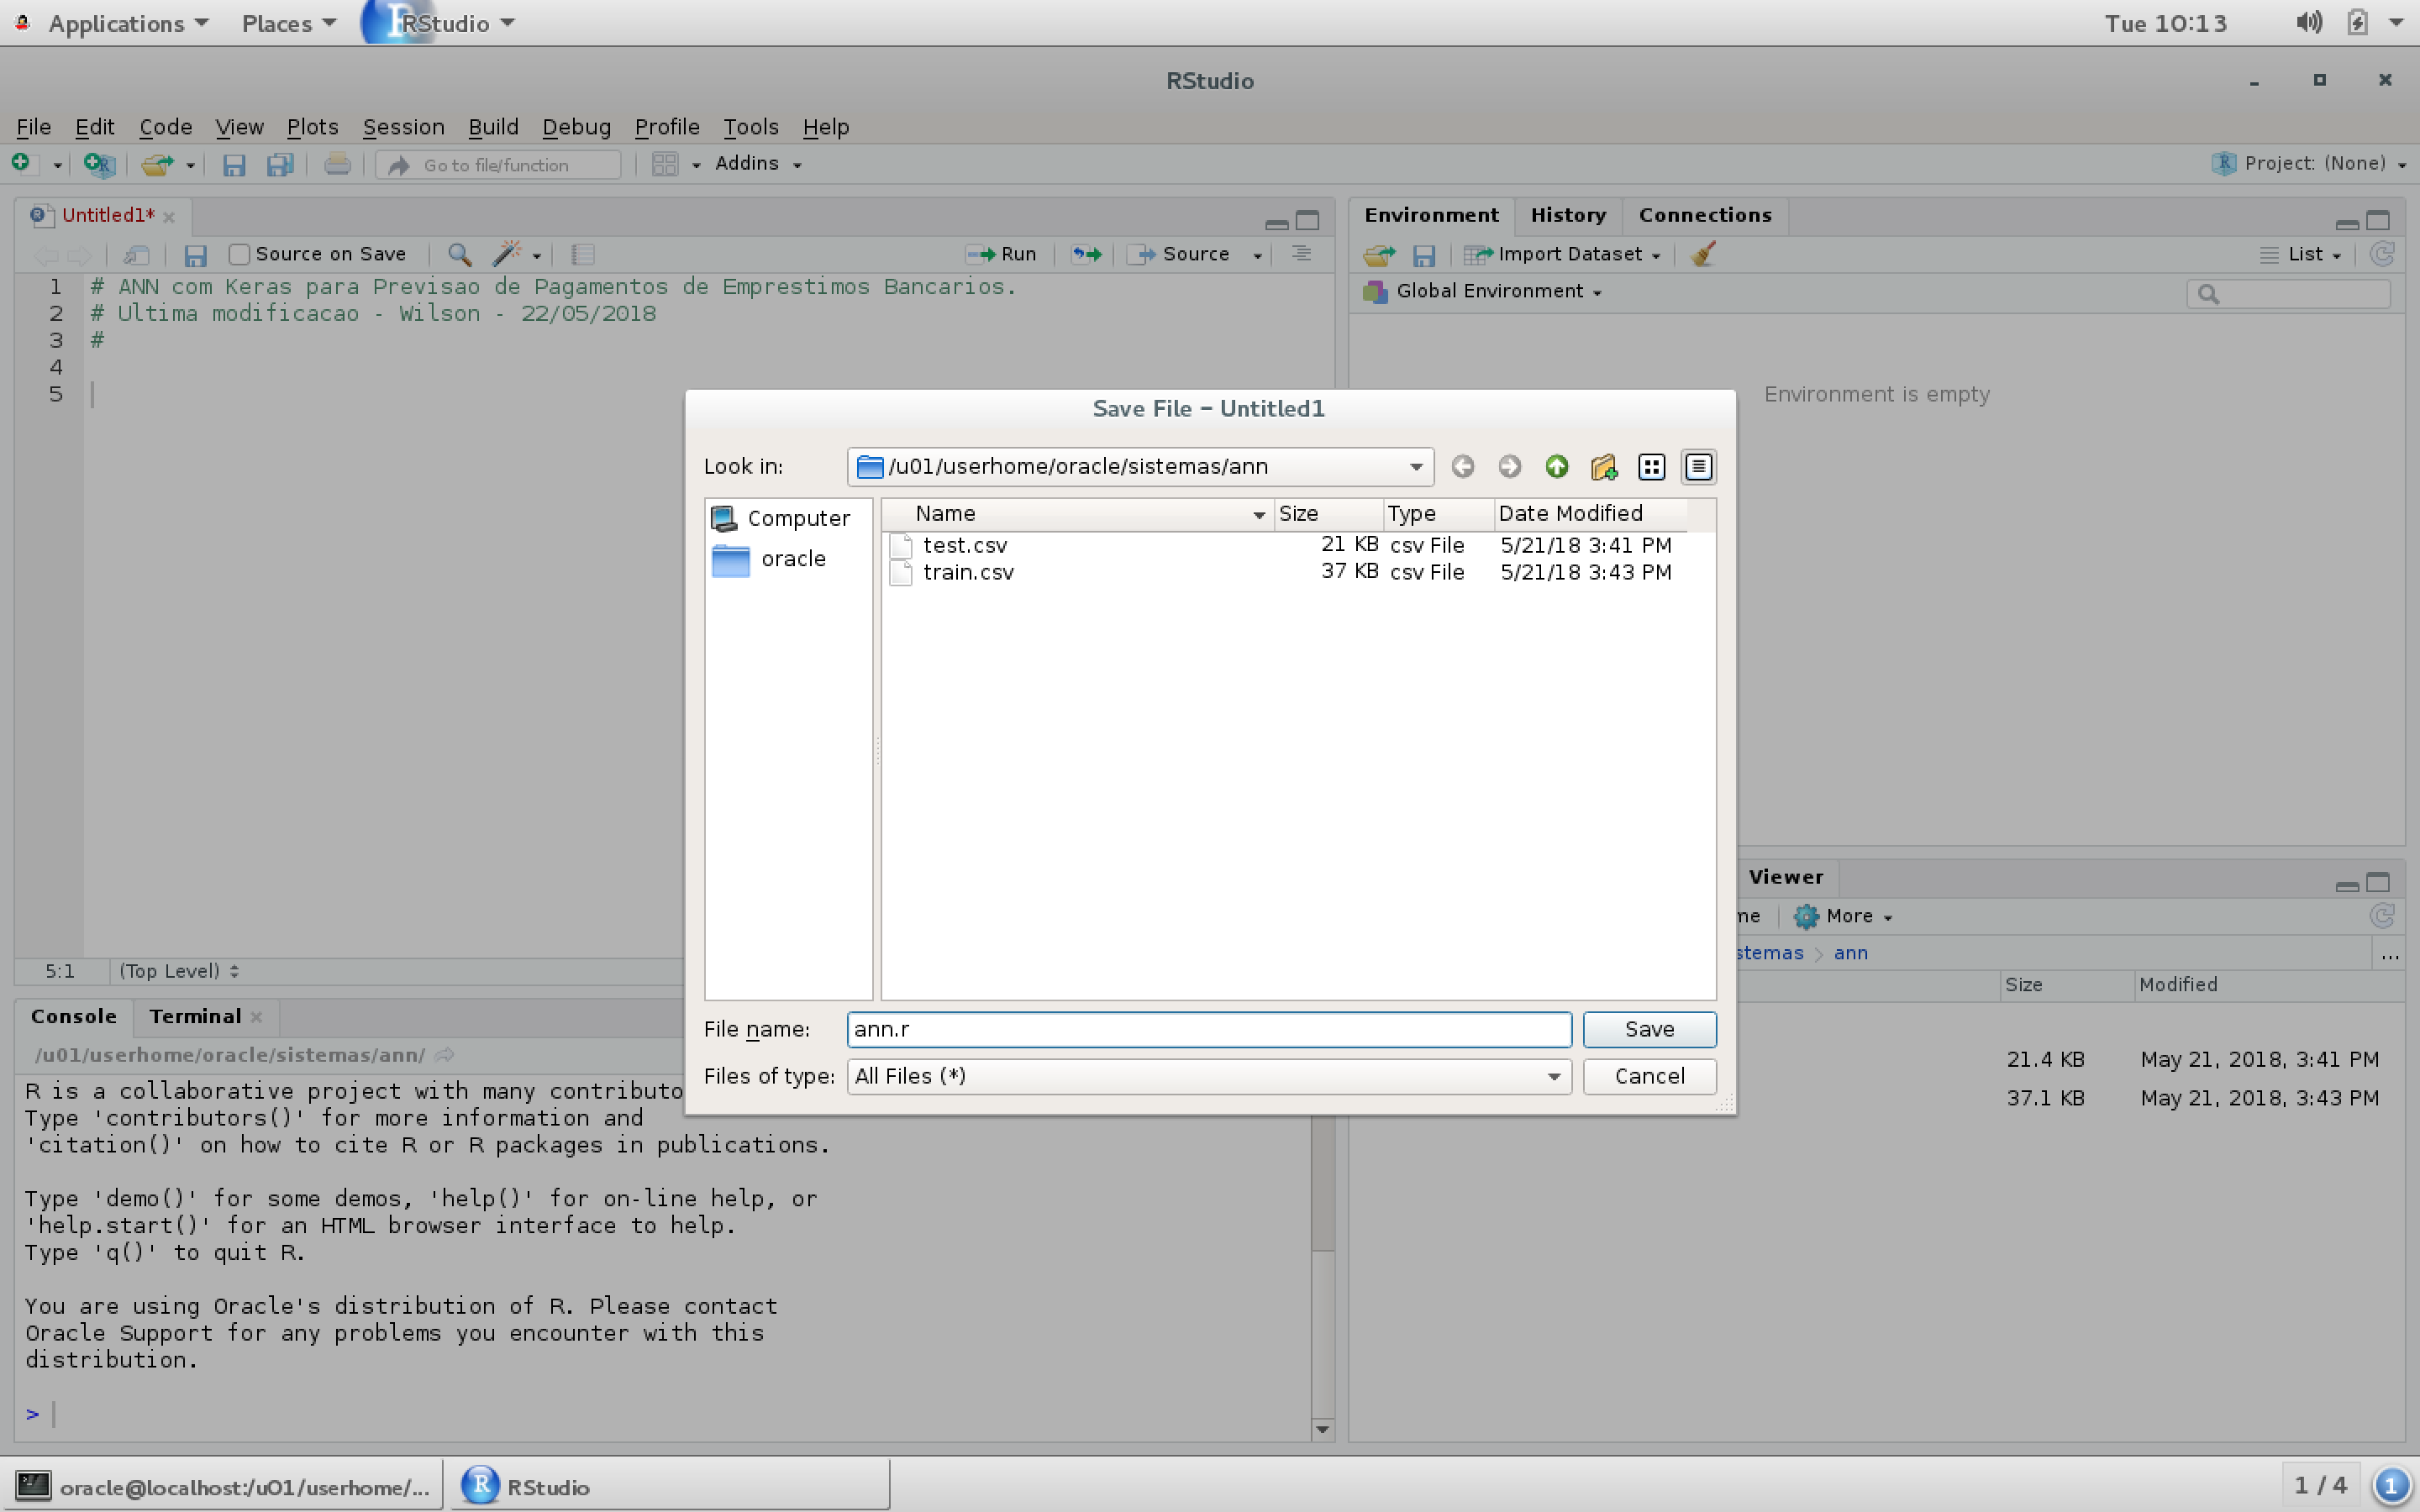 Applications Places RStudio Tue 10:13
RStudio
File Edit Code View Plots Session Build Debug Profile Tools Help
Go to file/function Addins Project: (None)
Untitled1*
Source on Save Run Source
1 # ANN com Keras para Previsao de Pagamentos de Emprestimos Bancarios.
2 # Ultima modificacao - Wilson - 22/05/2018
3 #
4
5
5:1 (Top Level)
Environment History Connections
Import Dataset List
Global Environment
Environment is empty
Save File – Untitled1
Look in: /u01/userhome/oracle/sistemas/ann
Computer
oracle
Name Size Type Date Modified
test.csv 21 KB csv File 5/21/18 3:41 PM
train.csv 37 KB csv File 5/21/18 3:43 PM
File name: ann.r Save
Files of type: All Files (*) Cancel
Console Terminal
/u01/userhome/oracle/sistemas/ann/
R is a collaborative project with many contributo
Type 'contributors()' for more information and
'citation()' on how to cite R or R packages in publications.
Type 'demo()' for some demos, 'help()' for on-line help, or
'help.start()' for an HTML browser interface to help.
Type 'q()' to quit R.
You are using Oracle's distribution of R. Please contact
Oracle Support for any problems you encounter with this
distribution.
>
Viewer
me More
stemas > ann ...
Size Modified
21.4 KB May 21, 2018, 3:41 PM
37.1 KB May 21, 2018, 3:43 PM
oracle@localhost:/u01/userhome/... RStudio 1 / 4 1